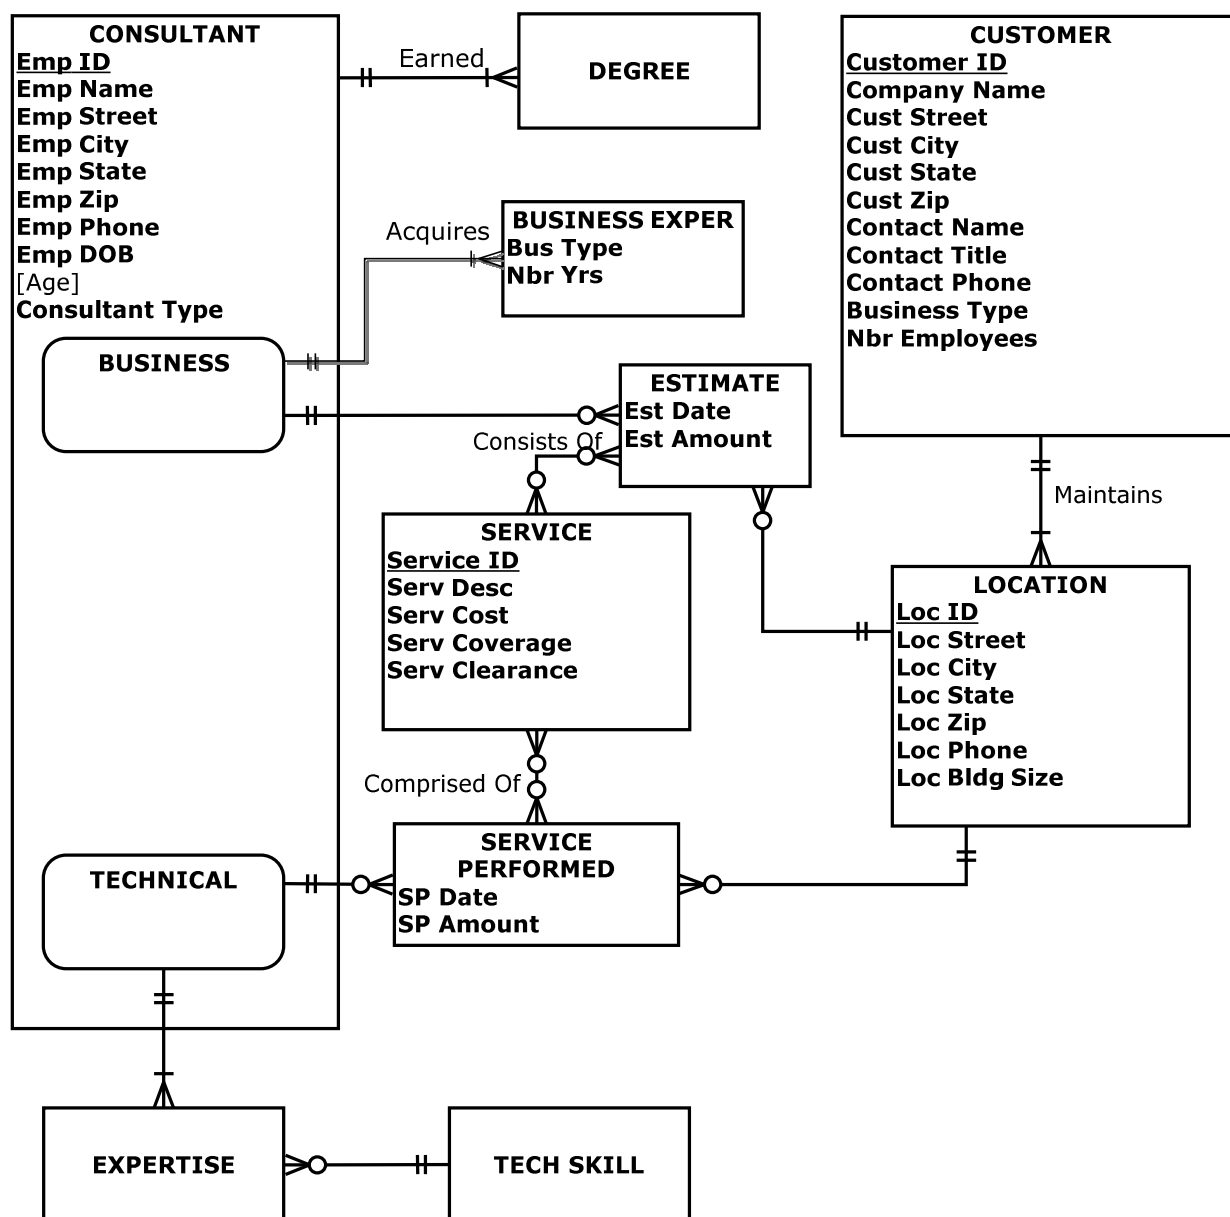 CONSULTANT
Emp ID
Emp Name
Emp Street
Emp City
Emp State
Emp Zip
Emp Phone
Emp DOB
[Age]
Consultant Type
BUSINESS
TECHNICAL
Earned
DEGREE
Acquires
BUSINESS EXPER
Bus Type
Nbr Yrs
CUSTOMER
Customer ID
Company Name
Cust Street
Cust City
Cust State
Cust Zip
Contact Name
Contact Title
Contact Phone
Business Type
Nbr Employees
ESTIMATE
Est Date
Est Amount
Consists Of
Maintains
SERVICE
Service ID
Serv Desc
Serv Cost
Serv Coverage
Serv Clearance
LOCATION
Loc ID
Loc Street
Loc City
Loc State
Loc Zip
Loc Phone
Loc Bldg Size
Comprised Of
SERVICE
PERFORMED
SP Date
SP Amount
EXPERTISE
TECH SKILL